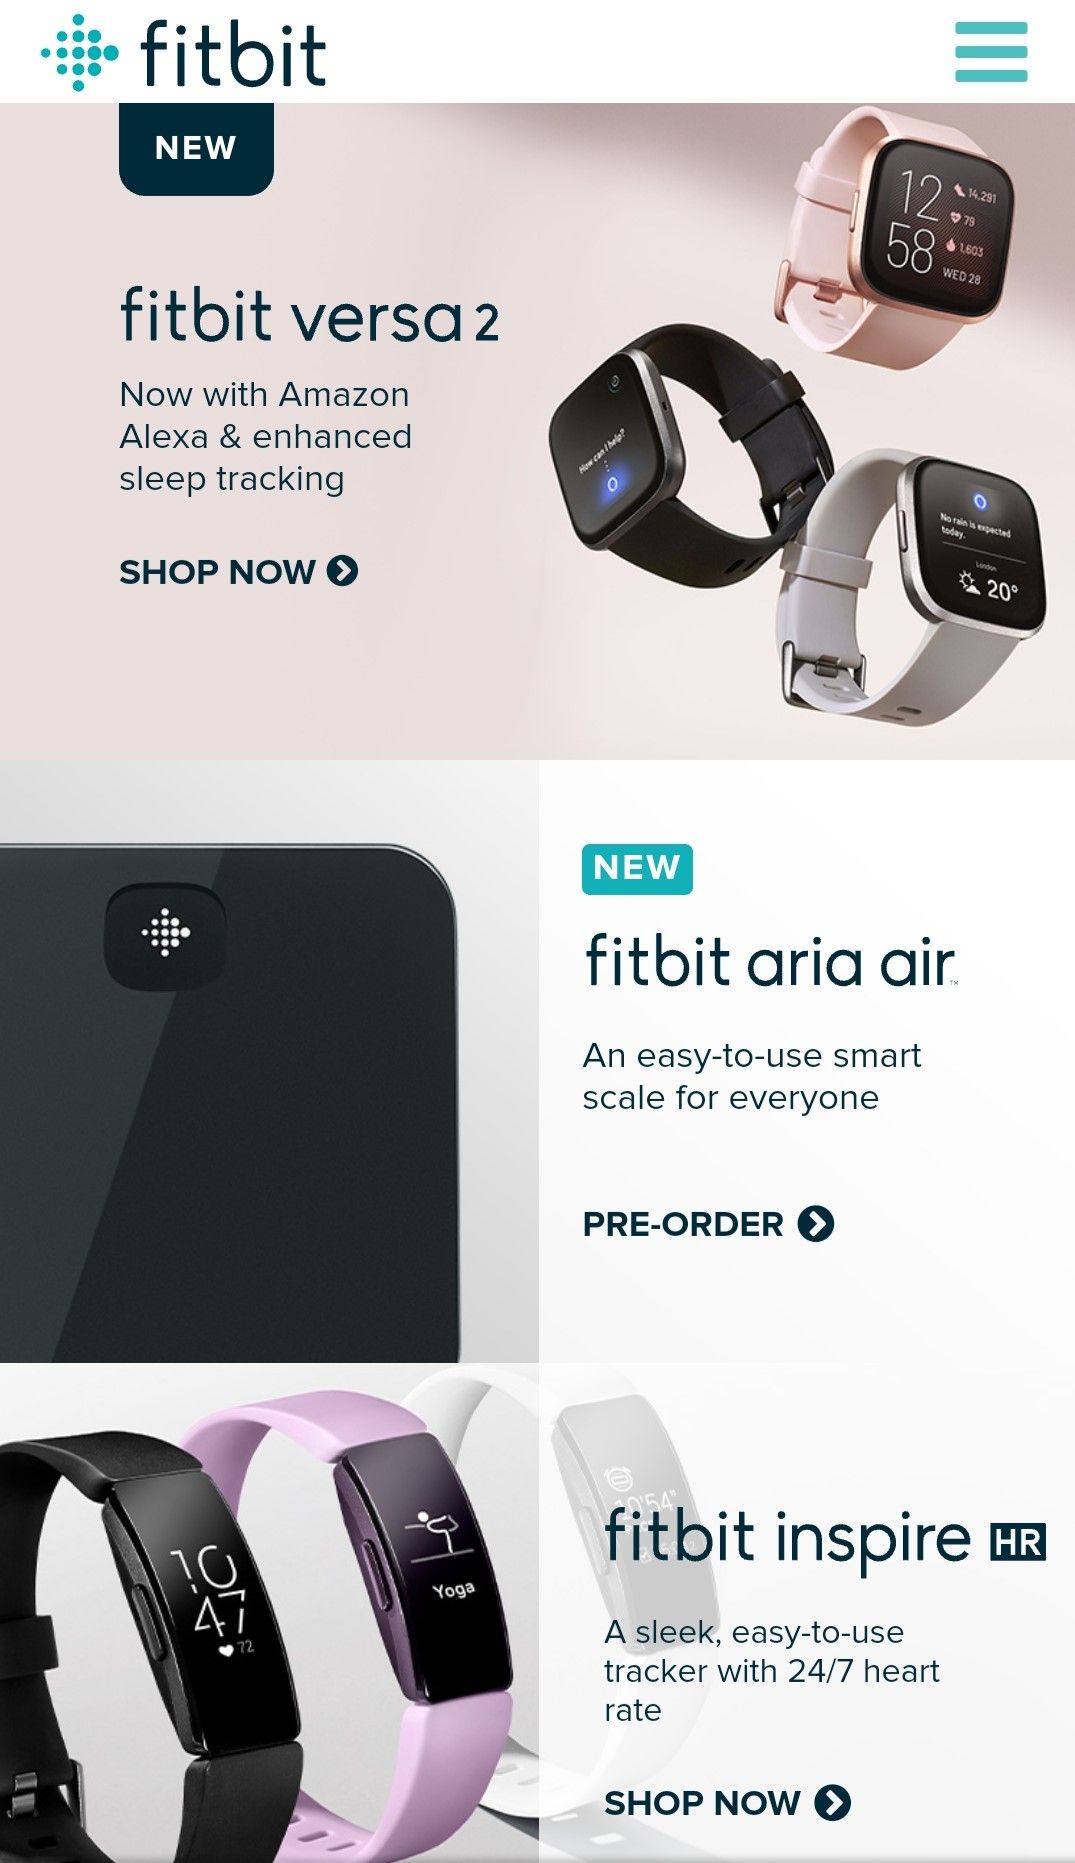 fitbit
NEW
12
58
14,291
79
1,603
WED 28
fitbit versa 2
Now with Amazon
Alexa & enhanced
sleep tracking
SHOP NOW
How can I help?
No rain is expected
today.
London
20°
NEW
fitbit aria air™
An easy-to-use smart
scale for everyone
PRE-ORDER
10
47
72
Yoga
10'54"
fitbit inspire HR
A sleek, easy-to-use
tracker with 24/7 heart
rate
SHOP NOW